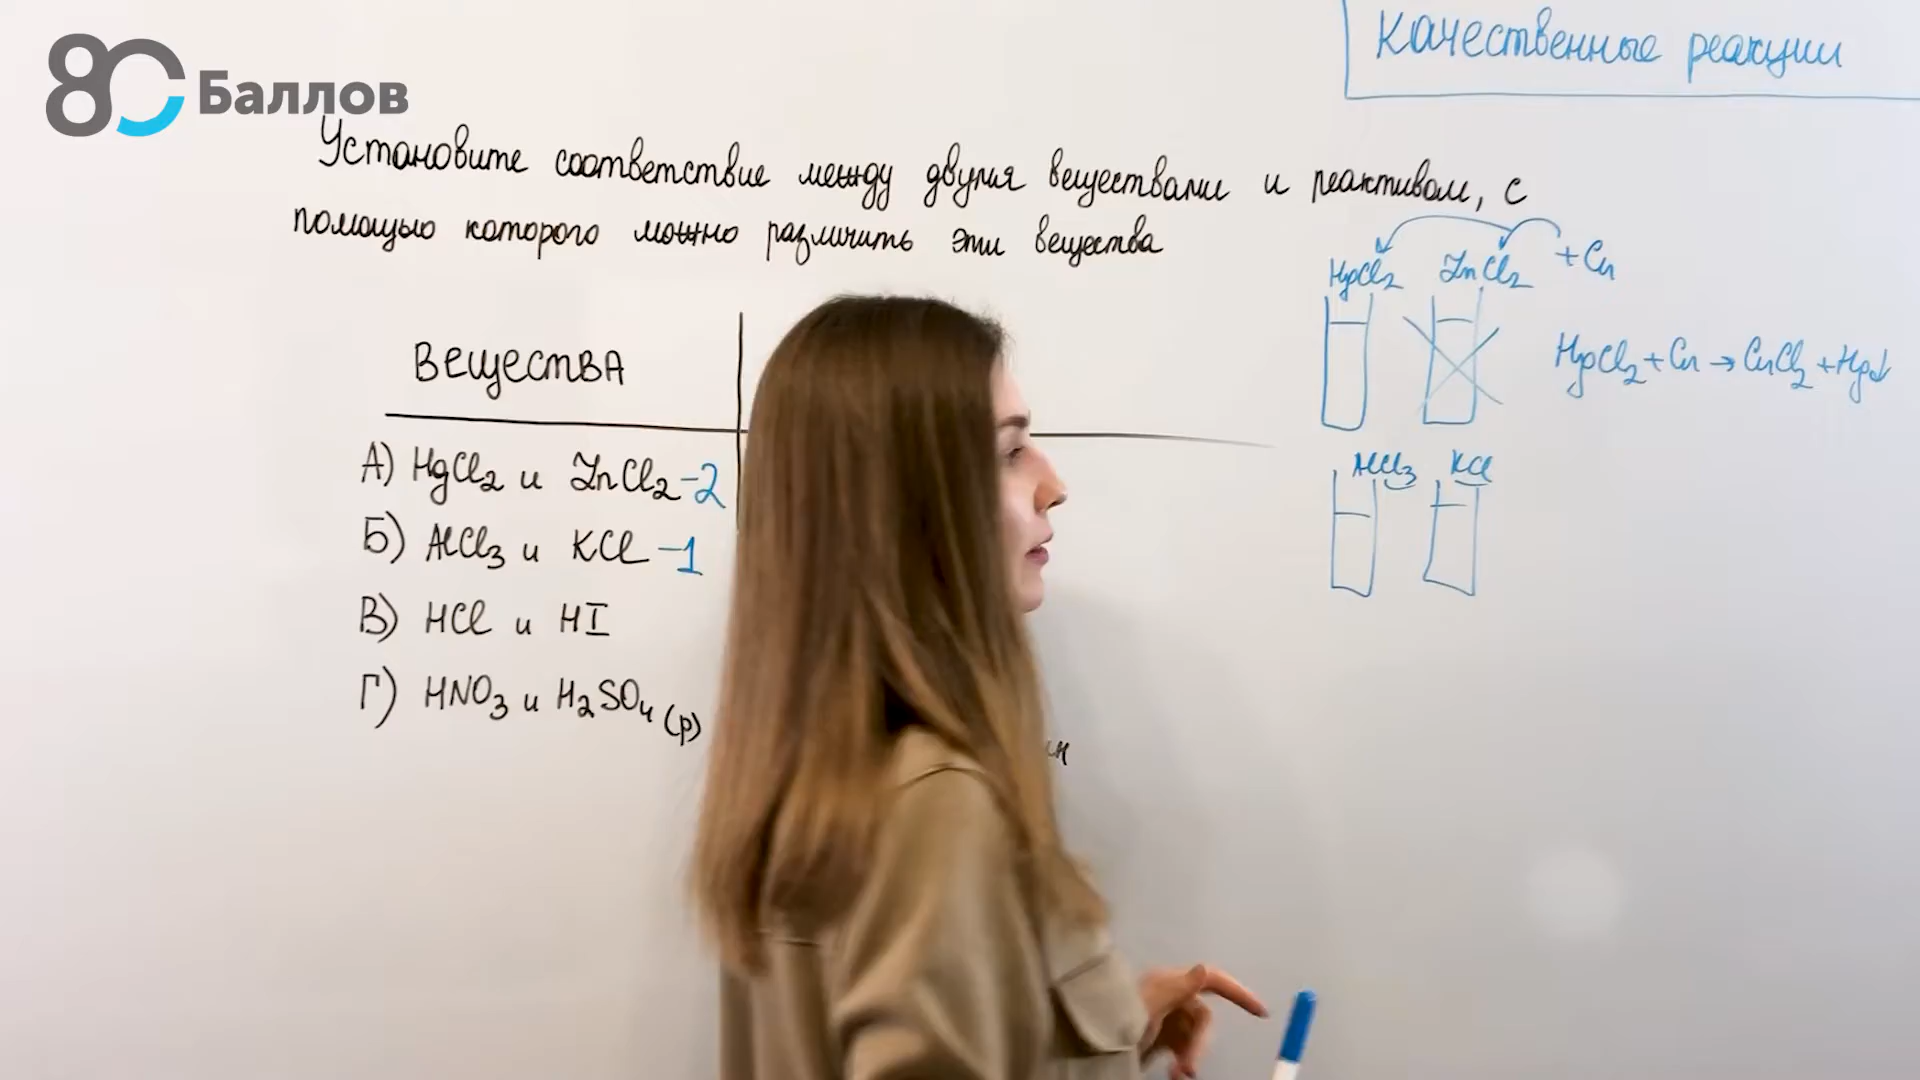 80 Баллов
Качественные реакции
Установите соответствие между двумя веществами и реактивом, с
помощью которого можно различить эти вещества
Вещества
А) HgCl2 и ZnCl2 -2
Б) AlCl3 и KCl -1
В) HCl и HI
Г) HNO3 и H2SO4 (р)
HgCl2 ZnCl2 + Cu
HgCl2 + Cu → CuCl2 + Hg↓
AlCl3 KCl